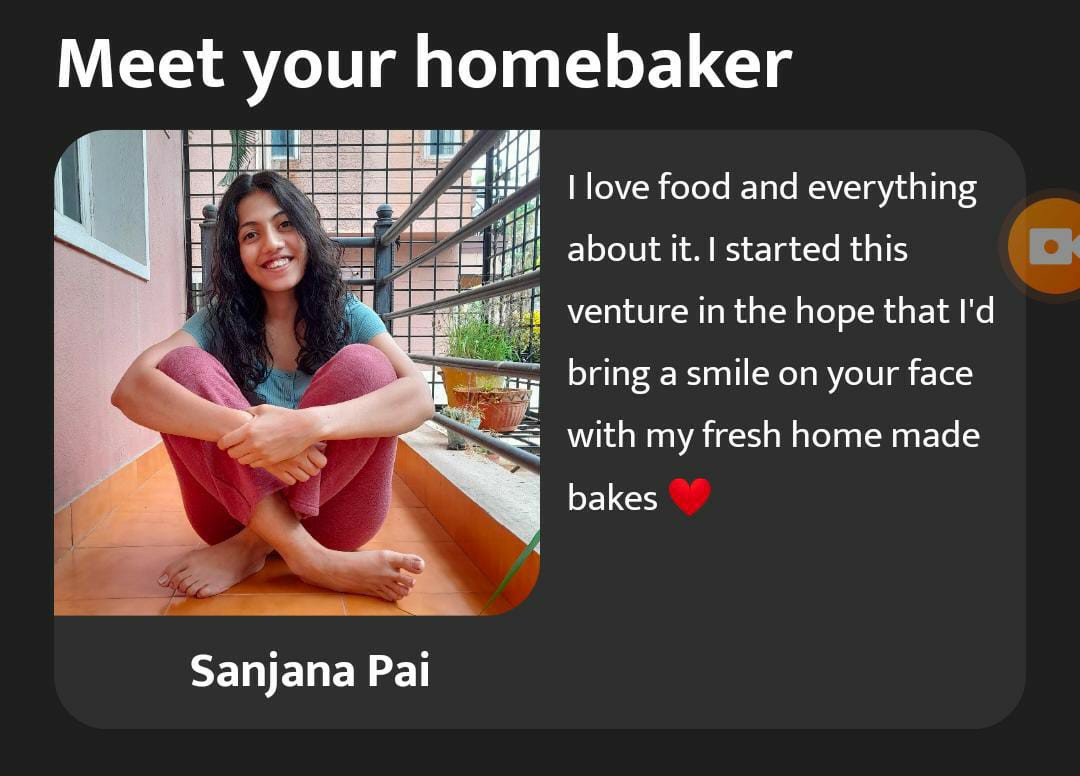 Meet your homebaker
I love food and everything
about it. I started this
venture in the hope that I'd
bring a smile on your face
with my fresh home made
bakes ❤️
Sanjana Pai